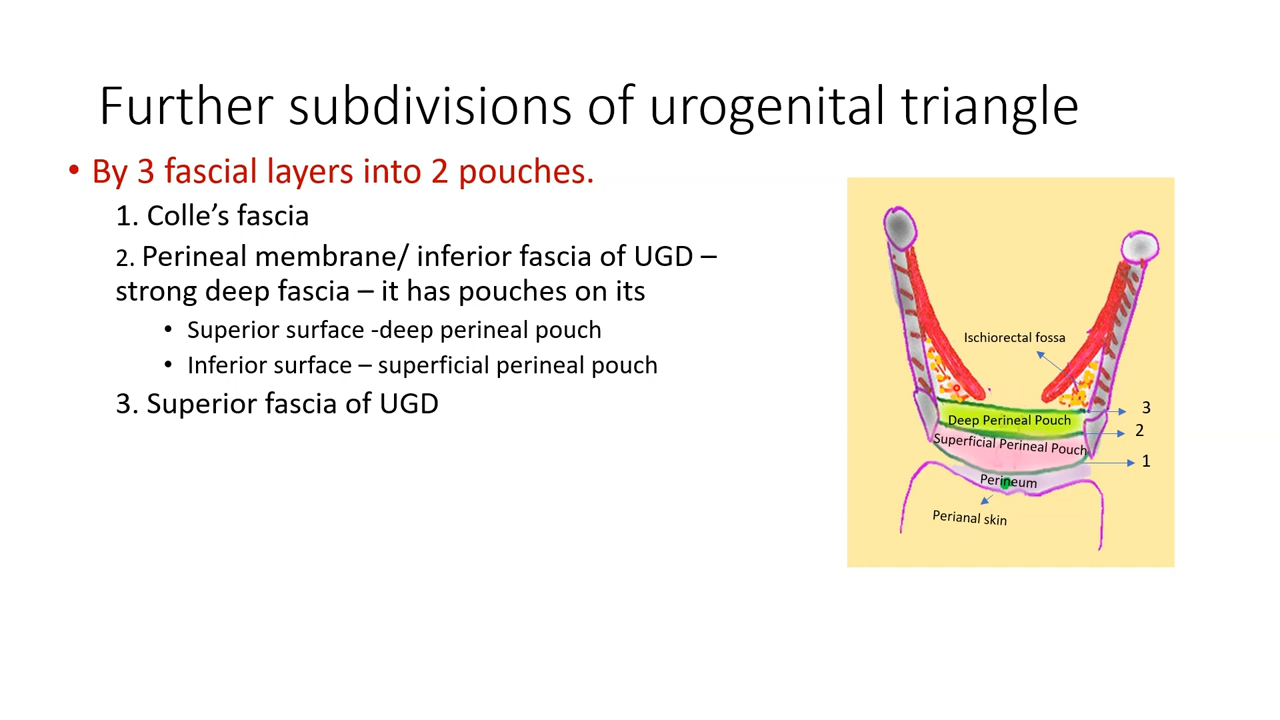 Further subdivisions of urogenital triangle
• By 3 fascial layers into 2 pouches.
1. Colle’s fascia
2. Perineal membrane/ inferior fascia of UGD –
strong deep fascia – it has pouches on its
• Superior surface -deep perineal pouch
• Inferior surface – superficial perineal pouch
3. Superior fascia of UGD
Ischiorectal fossa
3
Deep Perineal Pouch
2
Superficial Perineal Pouch
1
Perineum
Perianal skin